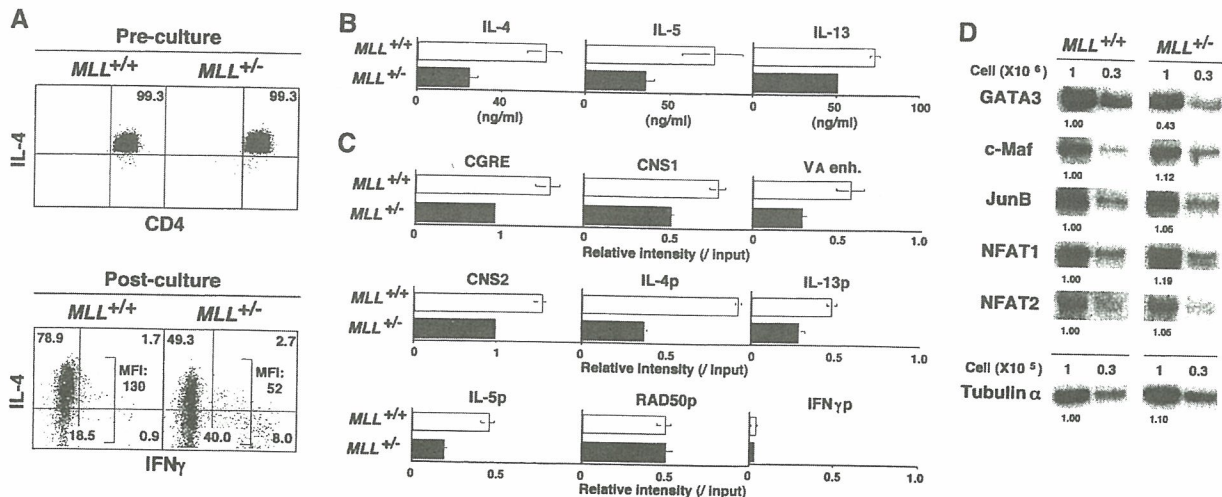 A
Pre-culture
MLL+/+ MLL+/-
99.3 99.3
IL-4
CD4
Post-culture
MLL+/+ MLL+/-
78.9 1.7 49.3 2.7
MFI: 130 MFI: 52
18.5 0.9 40.0 8.0
IL-4
IFNγ
B
IL-4 IL-5 IL-13
MLL+/+
MLL+/-
0 40 0 50 0 50 100
(ng/ml) (ng/ml) (ng/ml)
C
CGRE CNS1 VA enh.
MLL+/+
MLL+/-
0 1 0 0.5 0 0.5 1.0
Relative intensity (/ input)
CNS2 IL-4p IL-13p
MLL+/+
MLL+/-
0 1 0 0.5 0 0.5 1.0
Relative intensity (/ input)
IL-5p RAD50p IFNγp
MLL+/+
MLL+/-
0 0.5 0 0.5 0 0.5 1.0
Relative intensity (/ input)
D
MLL+/+ MLL+/-
Cell (X10 6) 1 0.3 1 0.3
GATA3
1.00 0.43
c-Maf
1.00 1.12
JunB
1.00 1.05
NFAT1
1.00 1.19
NFAT2
1.00 1.05
Cell (X10 5) 1 0.3 1 0.3
Tubulin α
1.00 1.10